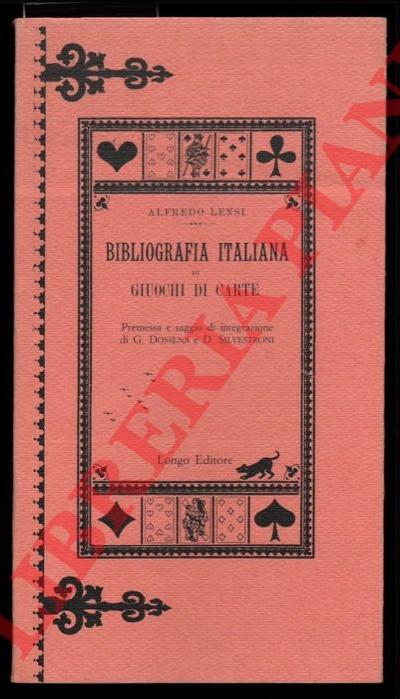 ALFREDO LENSI
BIBLIOGRAFIA ITALIANA
DI
GIUOCHI DI CARTE
Premessa e saggio di integrazione
di G. DOSSENA e D. SILVESTRONI
Longo Editore
LIBRERIA PIANI